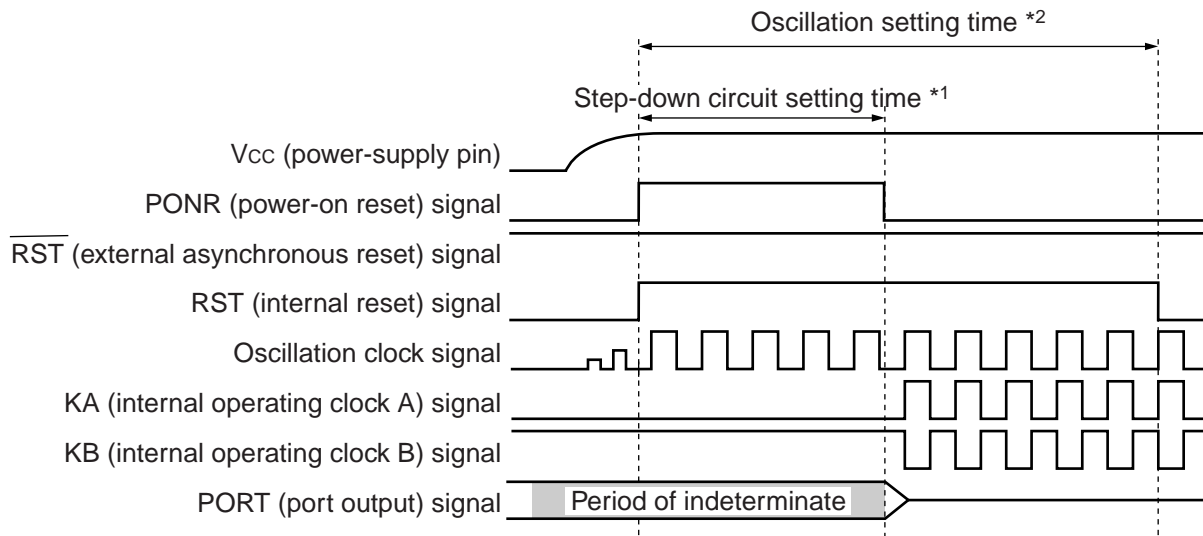 Oscillation setting time *2
Step-down circuit setting time *1
Vcc (power-supply pin)
PONR (power-on reset) signal
RST (external asynchronous reset) signal
RST (internal reset) signal
Oscillation clock signal
KA (internal operating clock A) signal
KB (internal operating clock B) signal
PORT (port output) signal
Period of indeterminate